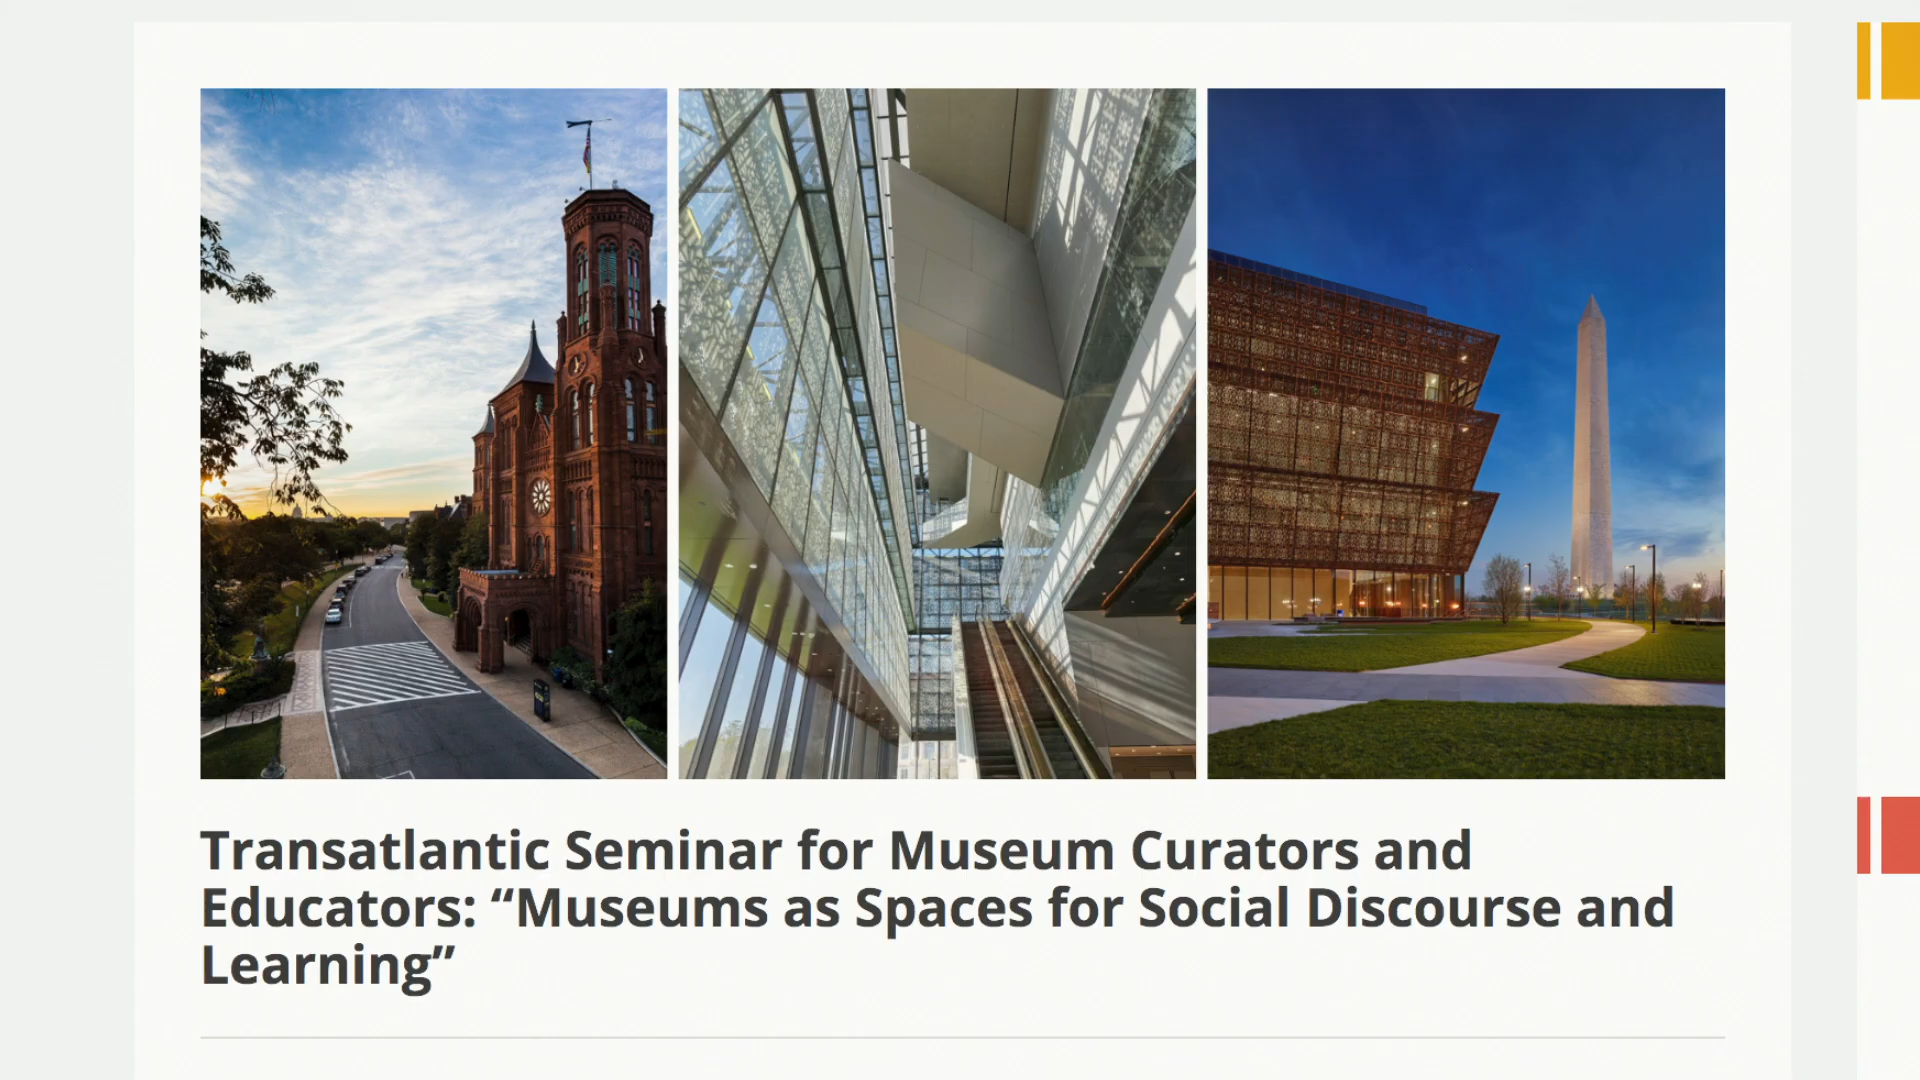 Transatlantic Seminar for Museum Curators and
Educators: “Museums as Spaces for Social Discourse and
Learning”